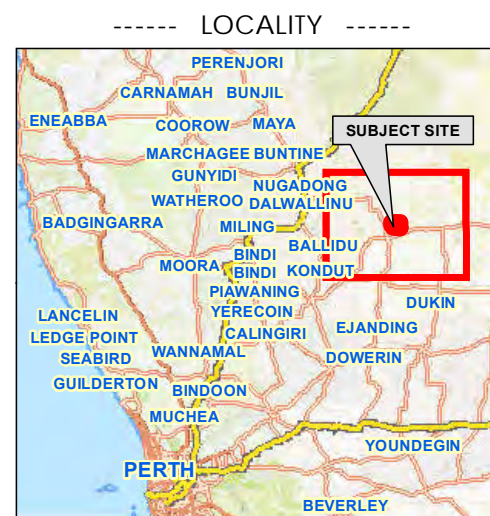 ------ LOCALITY ------
PERENJORI
CARNAMAH BUNJIL
ENEABBA
COOROW MAYA
SUBJECT SITE
MARCHAGEE BUNTINE
GUNYIDI
NUGADONG
WATHEROO DALWALLINU
BADGINGARRA
MILING
BALLIDU
BINDI
BINDI
MOORA
KONDUT
PIAWANING
DUKIN
YERECOIN
LANCELIN
EJANDING
CALINGIRI
LEDGE POINT
WANNAMAL
DOWERIN
SEABIRD
GUILDERTON
BINDOON
MUCHEA
YOUNDEGIN
PERTH
BEVERLEY